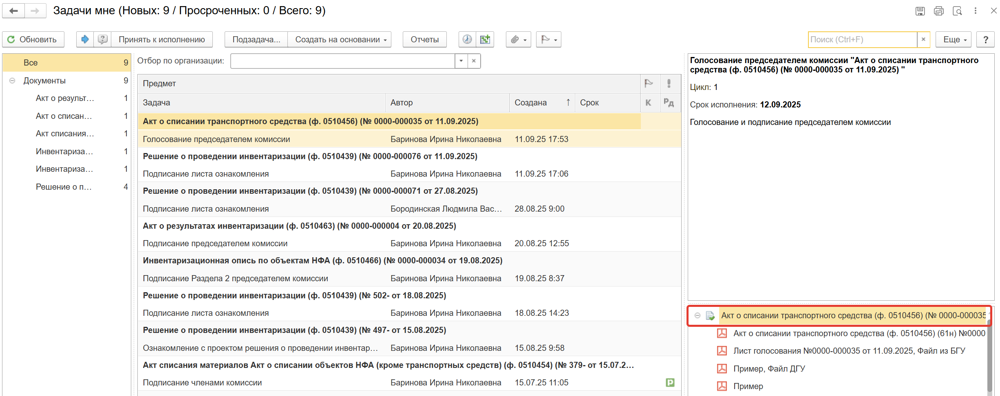 Задачи мне (Новых: 9 / Просроченных: 0 / Всего: 9)
Обновить
Принять к исполнению
Подзадача...
Создать на основании
Отчеты
Поиск (Ctrl+F)
×
Еще
?
Все 9
Документы 9
Акт о результ... 1
Акт о списан... 1
Акт списания... 1
Инвентариза... 1
Инвентариза... 1
Решение о п... 4
Отбор по организации:
×
Предмет
Задача Автор Создана ↑ Срок К Рд
Акт о списании транспортного средства (ф. 0510456) (№ 0000-000035 от 11.09.2025)
Голосование председателем комиссии Баринова Ирина Николаевна 11.09.25 17:53
Решение о проведении инвентаризации (ф. 0510439) (№ 0000-000076 от 11.09.2025)
Подписание листа ознакомления Баринова Ирина Николаевна 11.09.25 17:06
Решение о проведении инвентаризации (ф. 0510439) (№ 0000-000071 от 27.08.2025)
Подписание листа ознакомления Бородинская Людмила Вас... 28.08.25 9:00
Акт о результатах инвентаризации (ф. 0510463) (№ 0000-000004 от 20.08.2025)
Подписание председателем комиссии Баринова Ирина Николаевна 20.08.25 12:55
Инвентаризационная опись по объектам НФА (ф. 0510466) (№ 0000-000034 от 19.08.2025)
Подписание Раздела 2 председателем комиссии Баринова Ирина Николаевна 19.08.25 8:37
Решение о проведении инвентаризации (ф. 0510439) (№ 502- от 18.08.2025)
Подписание листа ознакомления Баринова Ирина Николаевна 18.08.25 14:23
Решение о проведении инвентаризации (ф. 0510439) (№ 497- от 15.08.2025)
Ознакомление с проектом решения о проведении инвентар... Баринова Ирина Николаевна 15.08.25 9:58
Акт списания материалов Акт о списании объектов НФА (кроме транспортных средств) (ф. 0510454) (№ 379- от 15.07.2...
Подписание членами комиссии Баринова Ирина Николаевна 15.07.25 11:05 P
Голосование председателем комиссии "Акт о списании транспортного
средства (ф. 0510456) (№ 0000-000035 от 11.09.2025) "
Цикл: 1
Срок исполнения: 12.09.2025
Голосование и подписание председателем комиссии
Акт о списании транспортного средства (ф. 0510456) (№ 0000-000035
Акт о списании транспортного средства (ф. 0510456) (61н) №0000
Лист голосования №0000-000035 от 11.09.2025, Файл из БГУ
Пример, Файл ДГУ
Пример